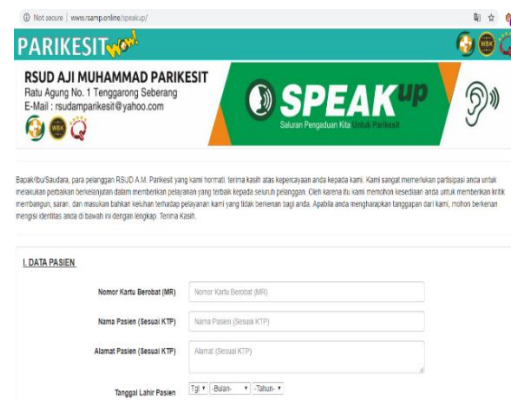 Not secure | www.rsamp.online/speakup/
PARIKESIT Wow!
WBK
RSUD AJI MUHAMMAD PARIKESIT
Ratu Agung No. 1 Tenggarong Seberang
E-Mail : rsudamparikesit@yahoo.com
WBK
SPEAKUP
Saluran Pengaduan Kita Untuk Parikesit
Bapak/Ibu/Saudara, para pelanggan RSUD A.M. Parikesit yang kami hormati, terima kasih atas kepercayaan anda kepada kami. Kami sangat memerlukan partisipasi anda untuk
melakukan perbaikan berkelanjutan dalam memberikan pelayanan yang terbaik kepada seluruh pelanggan. Oleh karena itu kami memohon kesediaan anda untuk memberikan kritik
membangun, saran, dan masukan bahkan keluhan terhadap pelayanan kami yang tidak berkenan bagi anda. Apabila anda mengharapkan tanggapan dari kami, mohon berkenan
mengisi identitas anda di bawah ini dengan lengkap. Terima Kasih.
I. DATA PASIEN
Nomor Kartu Berobat (MR)
Nomor Kartu Berobat (MR)
Nama Pasien (Sesuai KTP)
Nama Pasien (Sesuai KTP)
Alamat Pasien (Sesuai KTP)
Alamat (Sesuai KTP)
Tanggal Lahir Pasien
Tgl -Bulan- -Tahun-